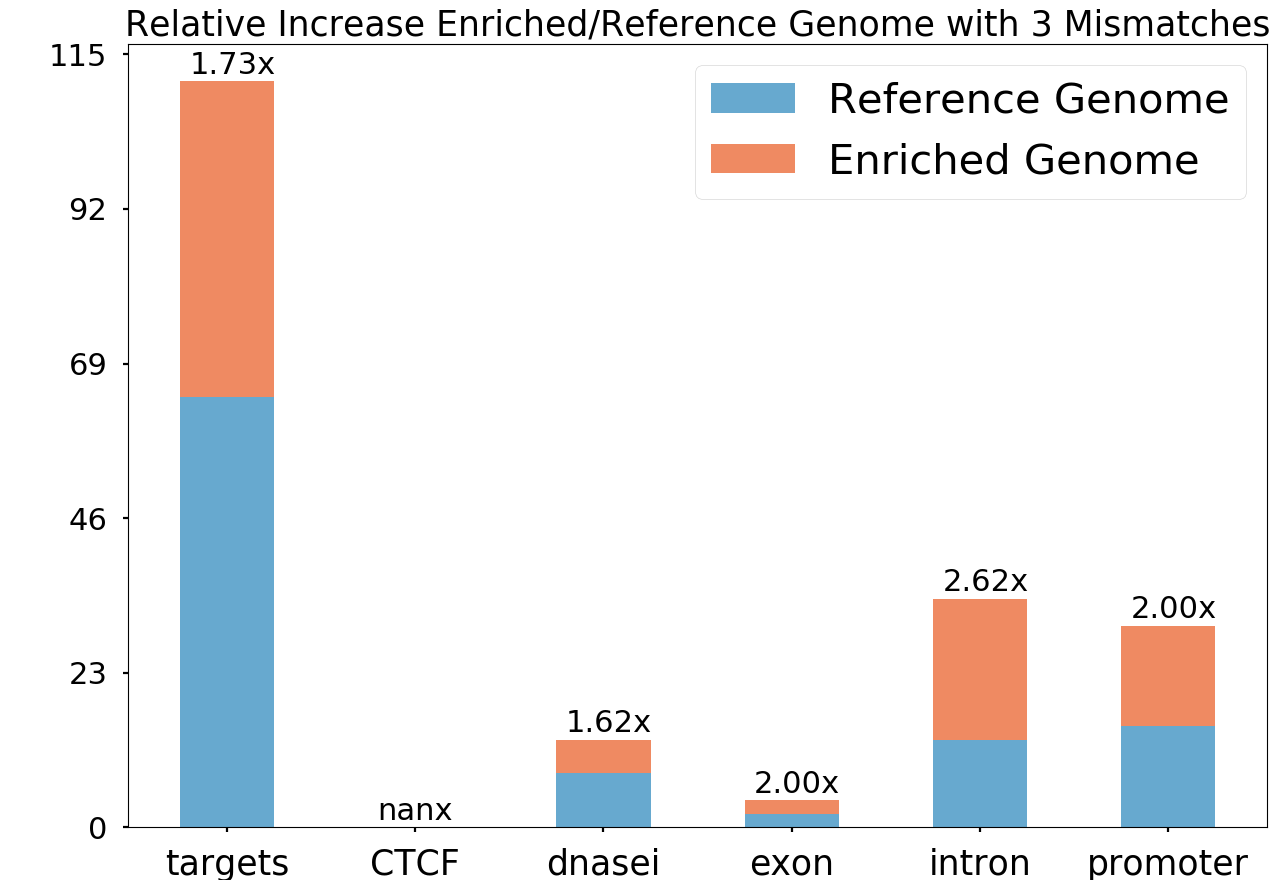 Relative Increase Enriched/Reference Genome with 3 Mismatches
115
92
69
46
23
0
1.73x
nanx
1.62x
2.00x
2.62x
2.00x
Reference Genome
Enriched Genome
targets
CTCF
dnasei
exon
intron
promoter